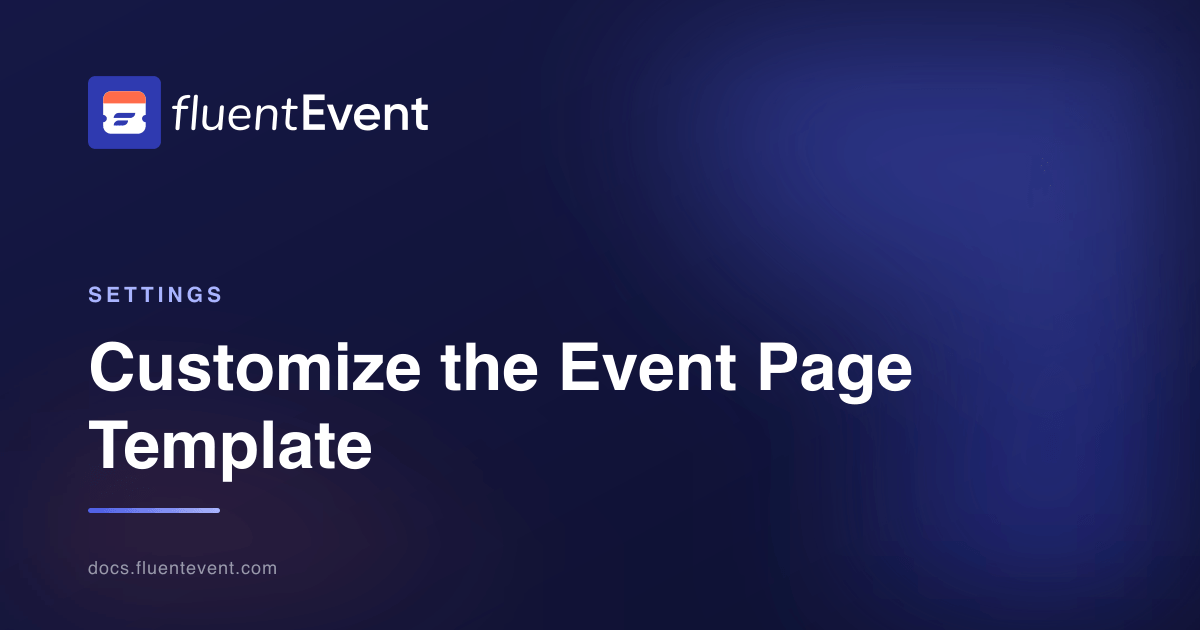 fluentEvent
SETTINGS
Customize the Event Page
Template
docs.fluentevent.com